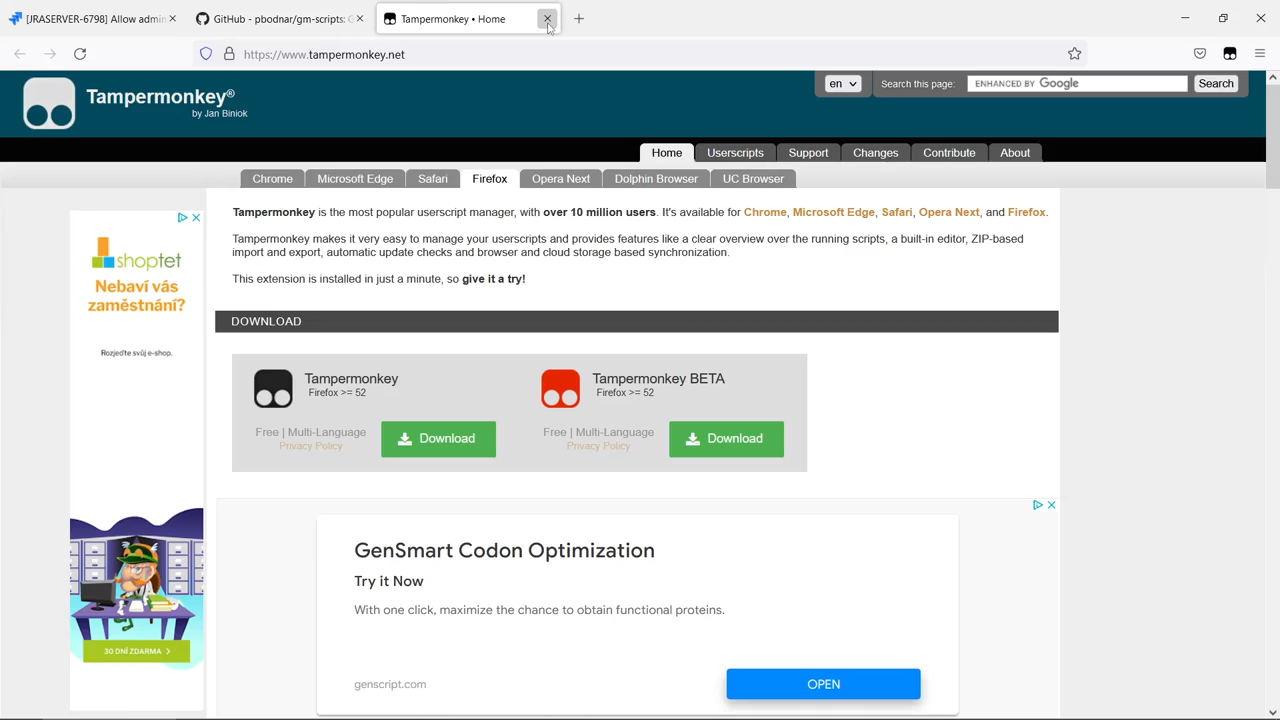 [JRASERVER-6798] Allow admin
GitHub - pbodnar/gm-scripts: G
Tampermonkey • Home
https://www.tampermonkey.net
Tampermonkey®
by Jan Biniok
en
Search this page:
ENHANCED BY Google
Search
Home
Userscripts
Support
Changes
Contribute
About
Chrome
Microsoft Edge
Safari
Firefox
Opera Next
Dolphin Browser
UC Browser
Tampermonkey is the most popular userscript manager, with over 10 million users. It's available for Chrome, Microsoft Edge, Safari, Opera Next, and Firefox.
Tampermonkey makes it very easy to manage your userscripts and provides features like a clear overview over the running scripts, a built-in editor, ZIP-based
import and export, automatic update checks and browser and cloud storage based synchronization.
This extension is installed in just a minute, so give it a try!
DOWNLOAD
Tampermonkey
Firefox >= 52
Free | Multi-Language
Privacy Policy
Download
Tampermonkey BETA
Firefox >= 52
Free | Multi-Language
Privacy Policy
Download
shoptet
Nebaví vás
zaměstnání?
Rozjeďte svůj e-shop.
30 DNÍ ZDARMA
GenSmart Codon Optimization
Try it Now
With one click, maximize the chance to obtain functional proteins.
genscript.com
OPEN